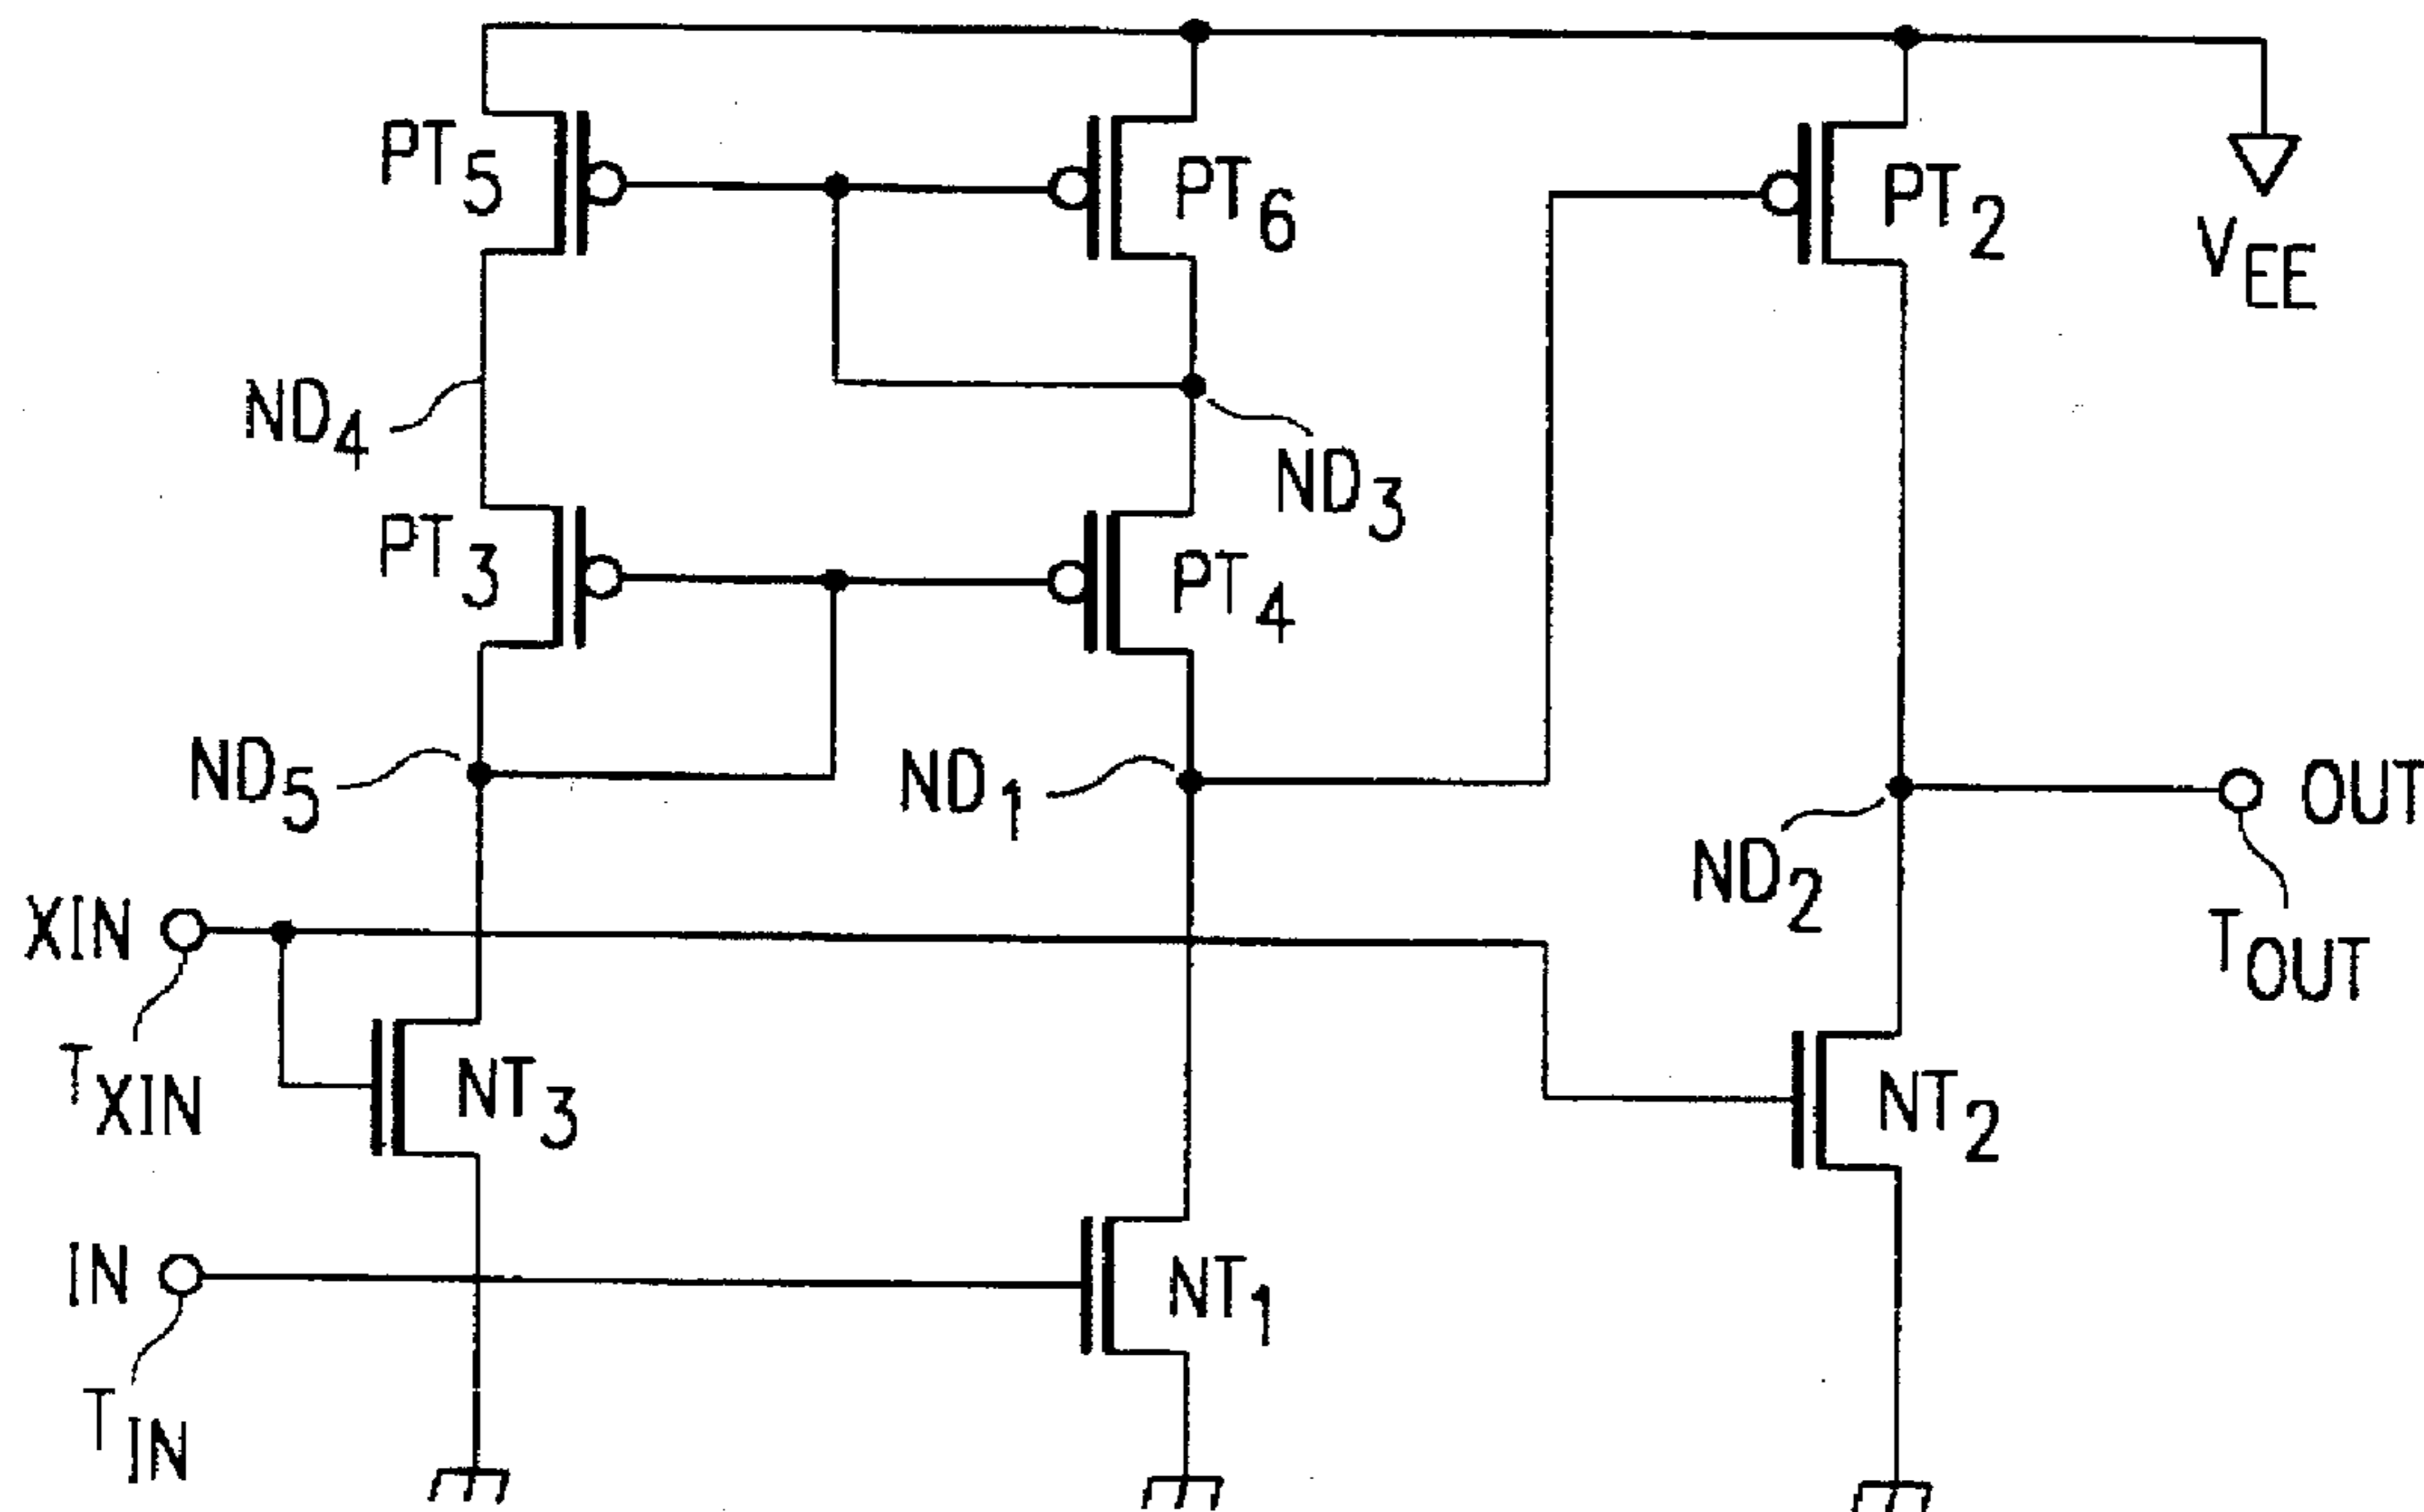 PT5
PT6
PT2
VEE
ND4
ND3
PT3
PT4
ND5
ND1
OUT
ND2
TOUT
XIN
TXIN
NT3
NT2
IN
NT1
TIN